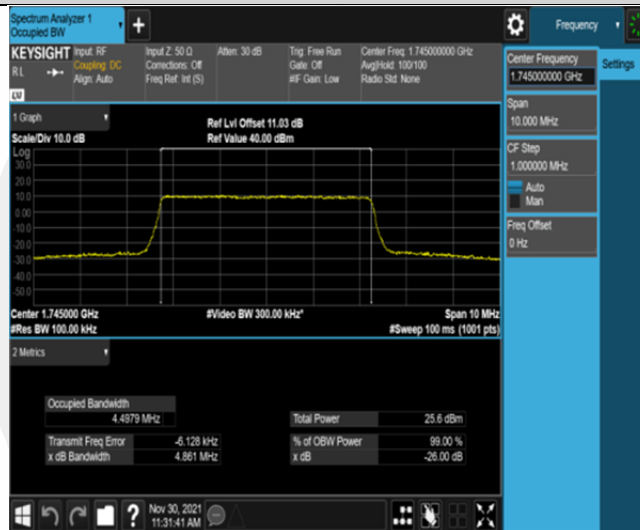 Spectrum Analyzer 1
Occupied BW
Frequency
KEYSIGHT
RL
Input: RF
Coupling: DC
Align: Auto
Input Z: 50 Ω
Corrections: Off
Freq Ref: Int (S)
Atten: 30 dB
Trig: Free Run
Gate: Off
#IF Gain: Low
Center Freq: 1.745000000 GHz
Avg|Hold: 100/100
Radio Std: None
LW
1 Graph
Scale/Div 10.0 dB
Ref Lvl Offset 11.03 dB
Ref Value 40.00 dBm
Log
30.0
20.0
10.0
0.00
-10.0
-20.0
-30.0
-40.0
-50.0
Center 1.745000 GHz
#Res BW 100.00 kHz
#Video BW 300.00 kHz*
Span 10 MHz
#Sweep 100 ms (1001 pts)
2 Metrics
Occupied Bandwidth
4.4979 MHz
Total Power 25.6 dBm
Transmit Freq Error -6.128 kHz
% of OBW Power 99.00 %
x dB Bandwidth 4.861 MHz
x dB -26.00 dB
Center Frequency
1.745000000 GHz
Settings
Span
10.000 MHz
CF Step
1.000000 MHz
Auto
Man
Freq Offset
0 Hz
?
Nov 30, 2021
11:31:41 AM